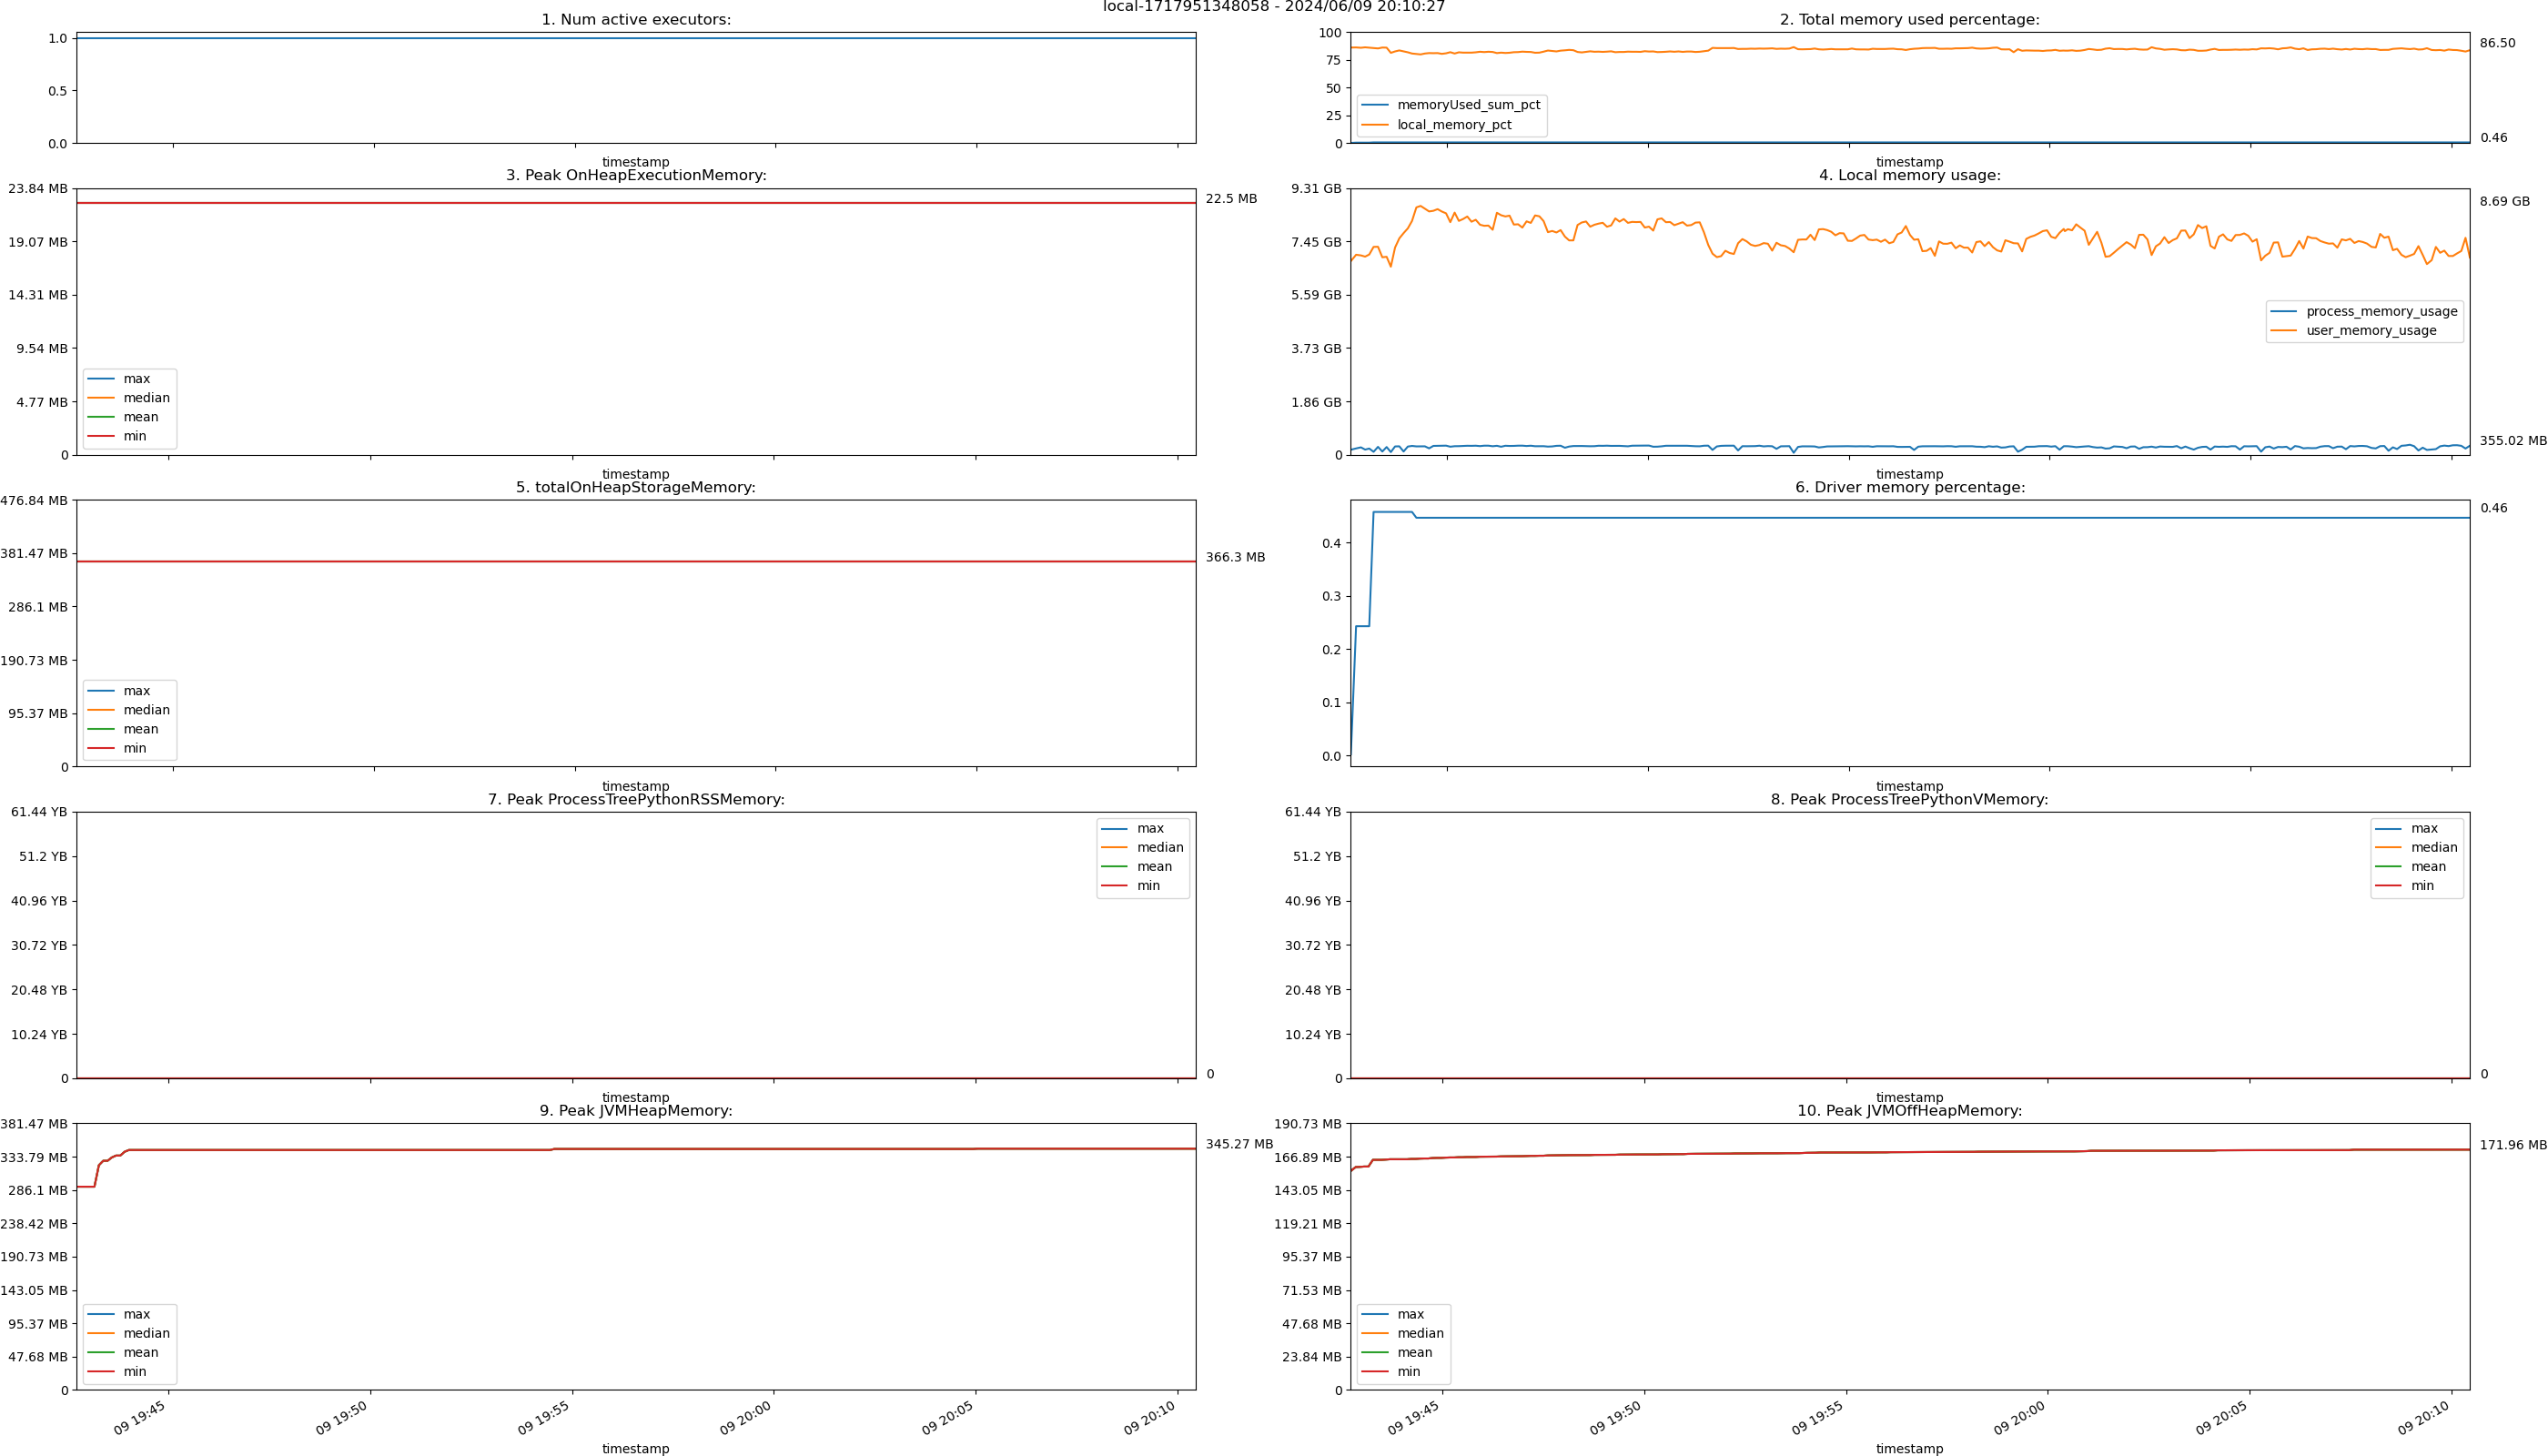 local-1717951348058 - 2024/06/09 20:10:27
1. Num active executors:
1.0
0.5
0.0
timestamp
2. Total memory used percentage:
100
75
50
25
0
memoryUsed_sum_pct
local_memory_pct
86.50
0.46
timestamp
3. Peak OnHeapExecutionMemory:
23.84 MB
19.07 MB
14.31 MB
9.54 MB
4.77 MB
0
max
median
mean
min
22.5 MB
timestamp
4. Local memory usage:
9.31 GB
7.45 GB
5.59 GB
3.73 GB
1.86 GB
0
process_memory_usage
user_memory_usage
8.69 GB
355.02 MB
timestamp
5. totalOnHeapStorageMemory:
476.84 MB
381.47 MB
286.1 MB
190.73 MB
95.37 MB
0
max
median
mean
min
366.3 MB
timestamp
6. Driver memory percentage:
0.4
0.3
0.2
0.1
0.0
0.46
timestamp
7. Peak ProcessTreePythonRSSMemory:
61.44 YB
51.2 YB
40.96 YB
30.72 YB
20.48 YB
10.24 YB
0
max
median
mean
min
0
timestamp
8. Peak ProcessTreePythonVMemory:
61.44 YB
51.2 YB
40.96 YB
30.72 YB
20.48 YB
10.24 YB
0
max
median
mean
min
0
timestamp
9. Peak JVMHeapMemory:
381.47 MB
333.79 MB
286.1 MB
238.42 MB
190.73 MB
143.05 MB
95.37 MB
47.68 MB
0
max
median
mean
min
345.27 MB
09 19:45
09 19:50
09 19:55
09 20:00
09 20:05
09 20:10
timestamp
10. Peak JVMOffHeapMemory:
190.73 MB
166.89 MB
143.05 MB
119.21 MB
95.37 MB
71.53 MB
47.68 MB
23.84 MB
0
max
median
mean
min
171.96 MB
09 19:45
09 19:50
09 19:55
09 20:00
09 20:05
09 20:10
timestamp